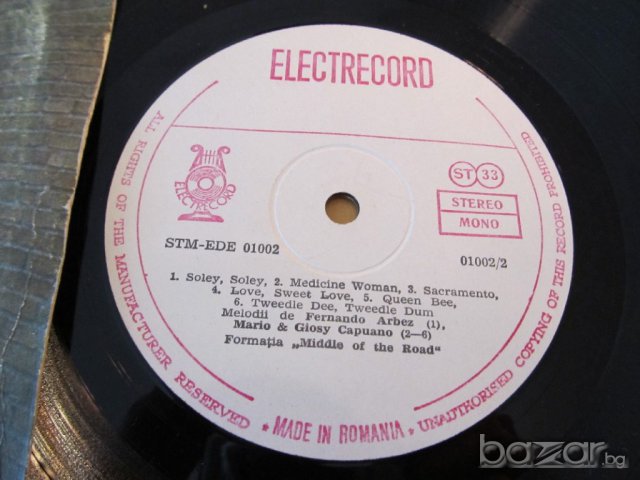 ELECTRECORD
ALL RIGHTS OF THE MANUFACTURER RESERVED * MADE IN ROMANIA * UNAUTHORISED COPYING OF THIS RECORD PROHIBITED
ELECTRECORD
ST 33
STEREO
MONO
STM-EDE 01002
01002/2
1. Soley, Soley, 2. Medicine Woman, 3. Sacramento,
4. Love, Sweet Love, 5. Queen Bee,
6. Tweedle Dee, Tweedle Dum
Melodii de Fernando Arbez (1),
Mario & Giosy Capuano (2—6)
Formația „Middle of the Road"
bazar.bg